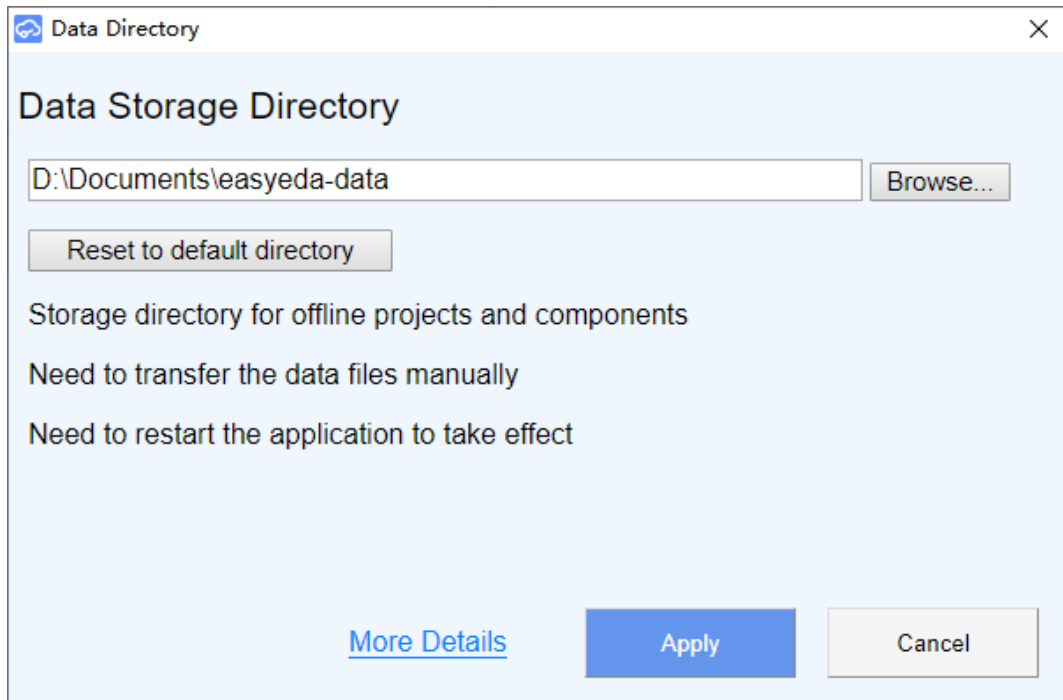 Data Directory
Data Storage Directory
D:\Documents\easyeda-data
Browse...
Reset to default directory
Storage directory for offline projects and components
Need to transfer the data files manually
Need to restart the application to take effect
More Details
Apply
Cancel